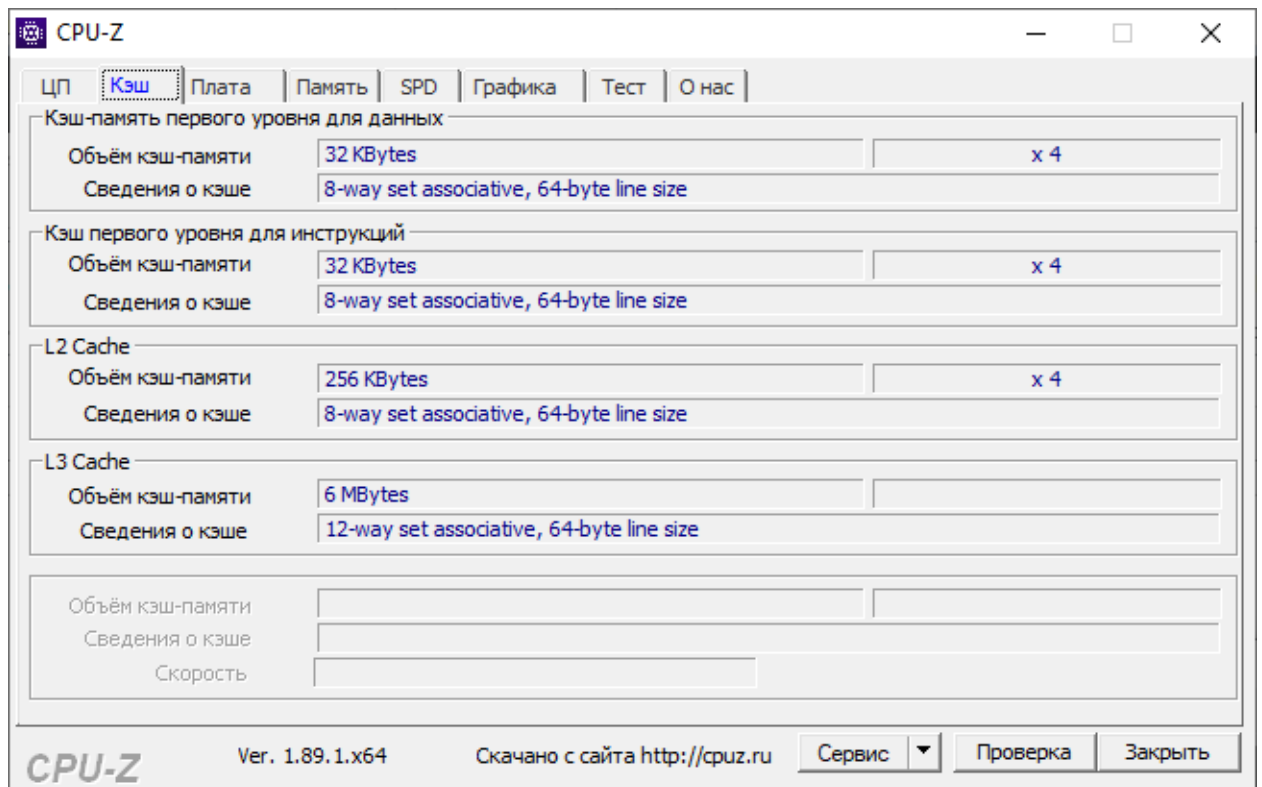 CPU-Z
ЦП Кэш Плата Память SPD Графика Тест О нас
Кэш-память первого уровня для данных
Объём кэш-памяти 32 KBytes x 4
Сведения о кэше 8-way set associative, 64-byte line size
Кэш первого уровня для инструкций
Объём кэш-памяти 32 KBytes x 4
Сведения о кэше 8-way set associative, 64-byte line size
L2 Cache
Объём кэш-памяти 256 KBytes x 4
Сведения о кэше 8-way set associative, 64-byte line size
L3 Cache
Объём кэш-памяти 6 MBytes
Сведения о кэше 12-way set associative, 64-byte line size
Объём кэш-памяти
Сведения о кэше
Скорость
CPU-Z Ver. 1.89.1.x64 Скачано с сайта http://cpuz.ru Сервис Проверка Закрыть